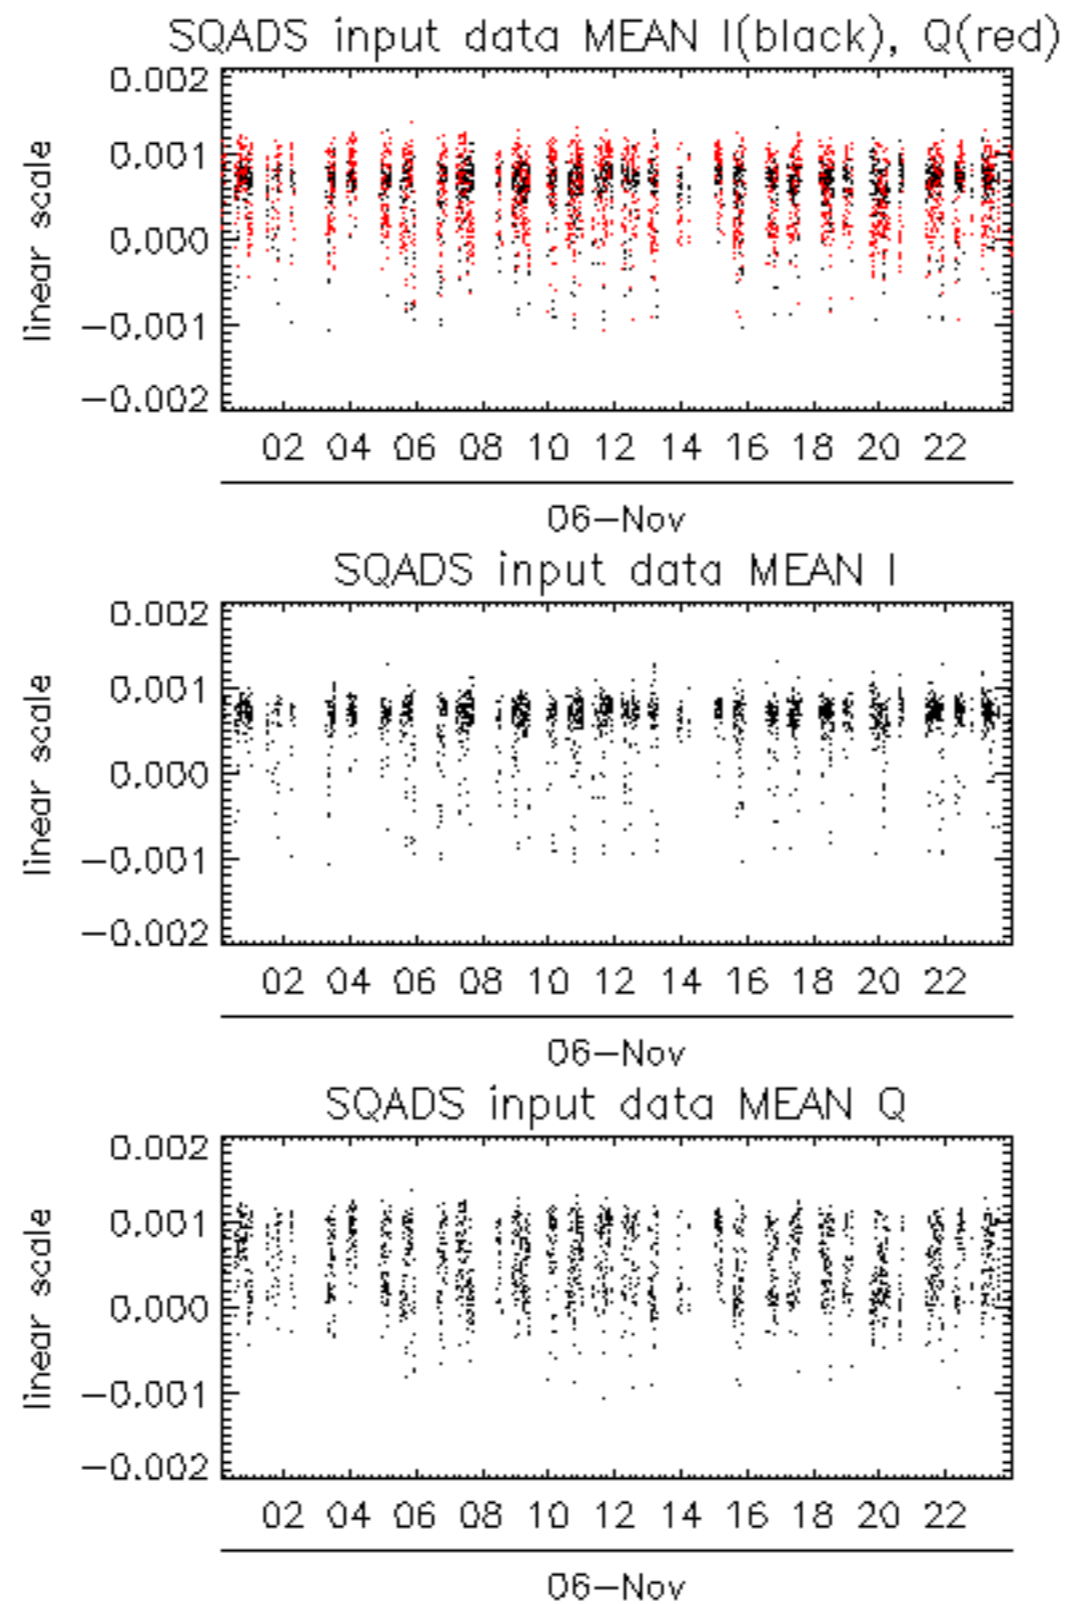 SQADS input data MEAN I(black), Q(red)
0.002
0.001
0.000
−0.001
−0.002
linear scale
02 04 06 08 10 12 14 16 18 20 22
06−Nov
SQADS input data MEAN I
0.002
0.001
0.000
−0.001
−0.002
linear scale
02 04 06 08 10 12 14 16 18 20 22
06−Nov
SQADS input data MEAN Q
0.002
0.001
0.000
−0.001
−0.002
linear scale
02 04 06 08 10 12 14 16 18 20 22
06−Nov